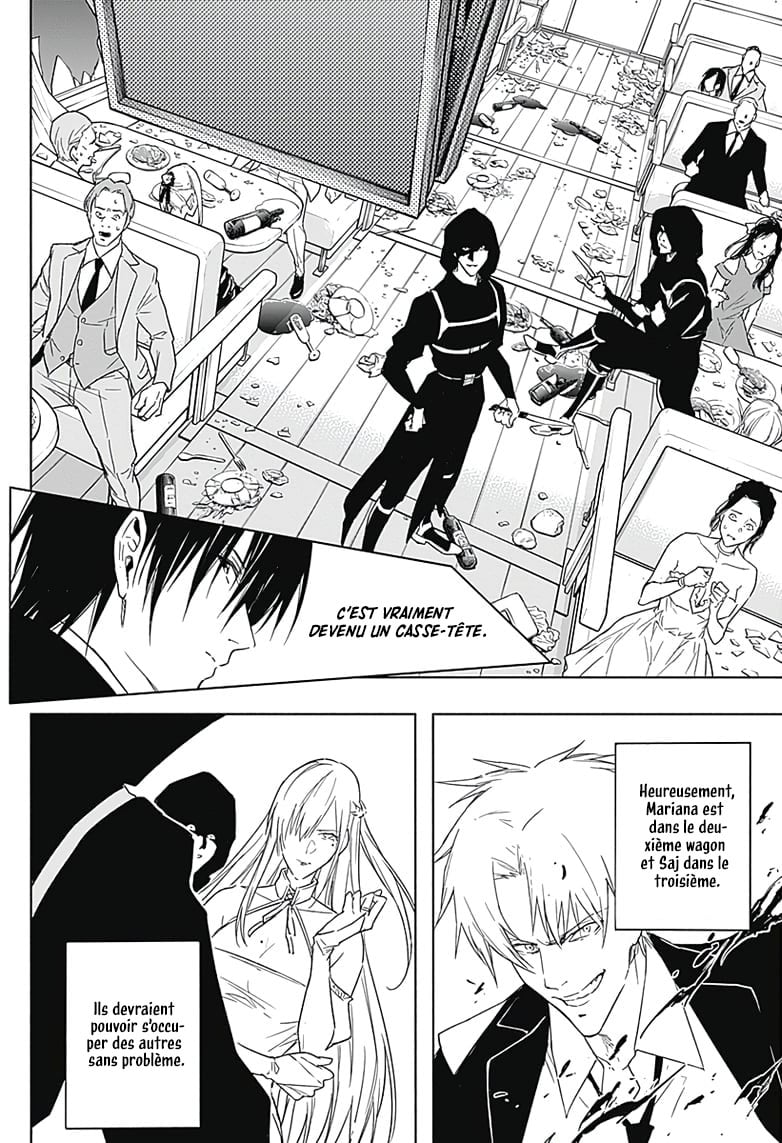 C'EST VRAIMENT
DEVENU UN CASSE-TÊTE.
Heureusement,
Mariana est
dans le deu-
xième wagon
et Saj dans le
troisième.
Ils devraient
pouvoir s'occu-
per des autres
sans problème.